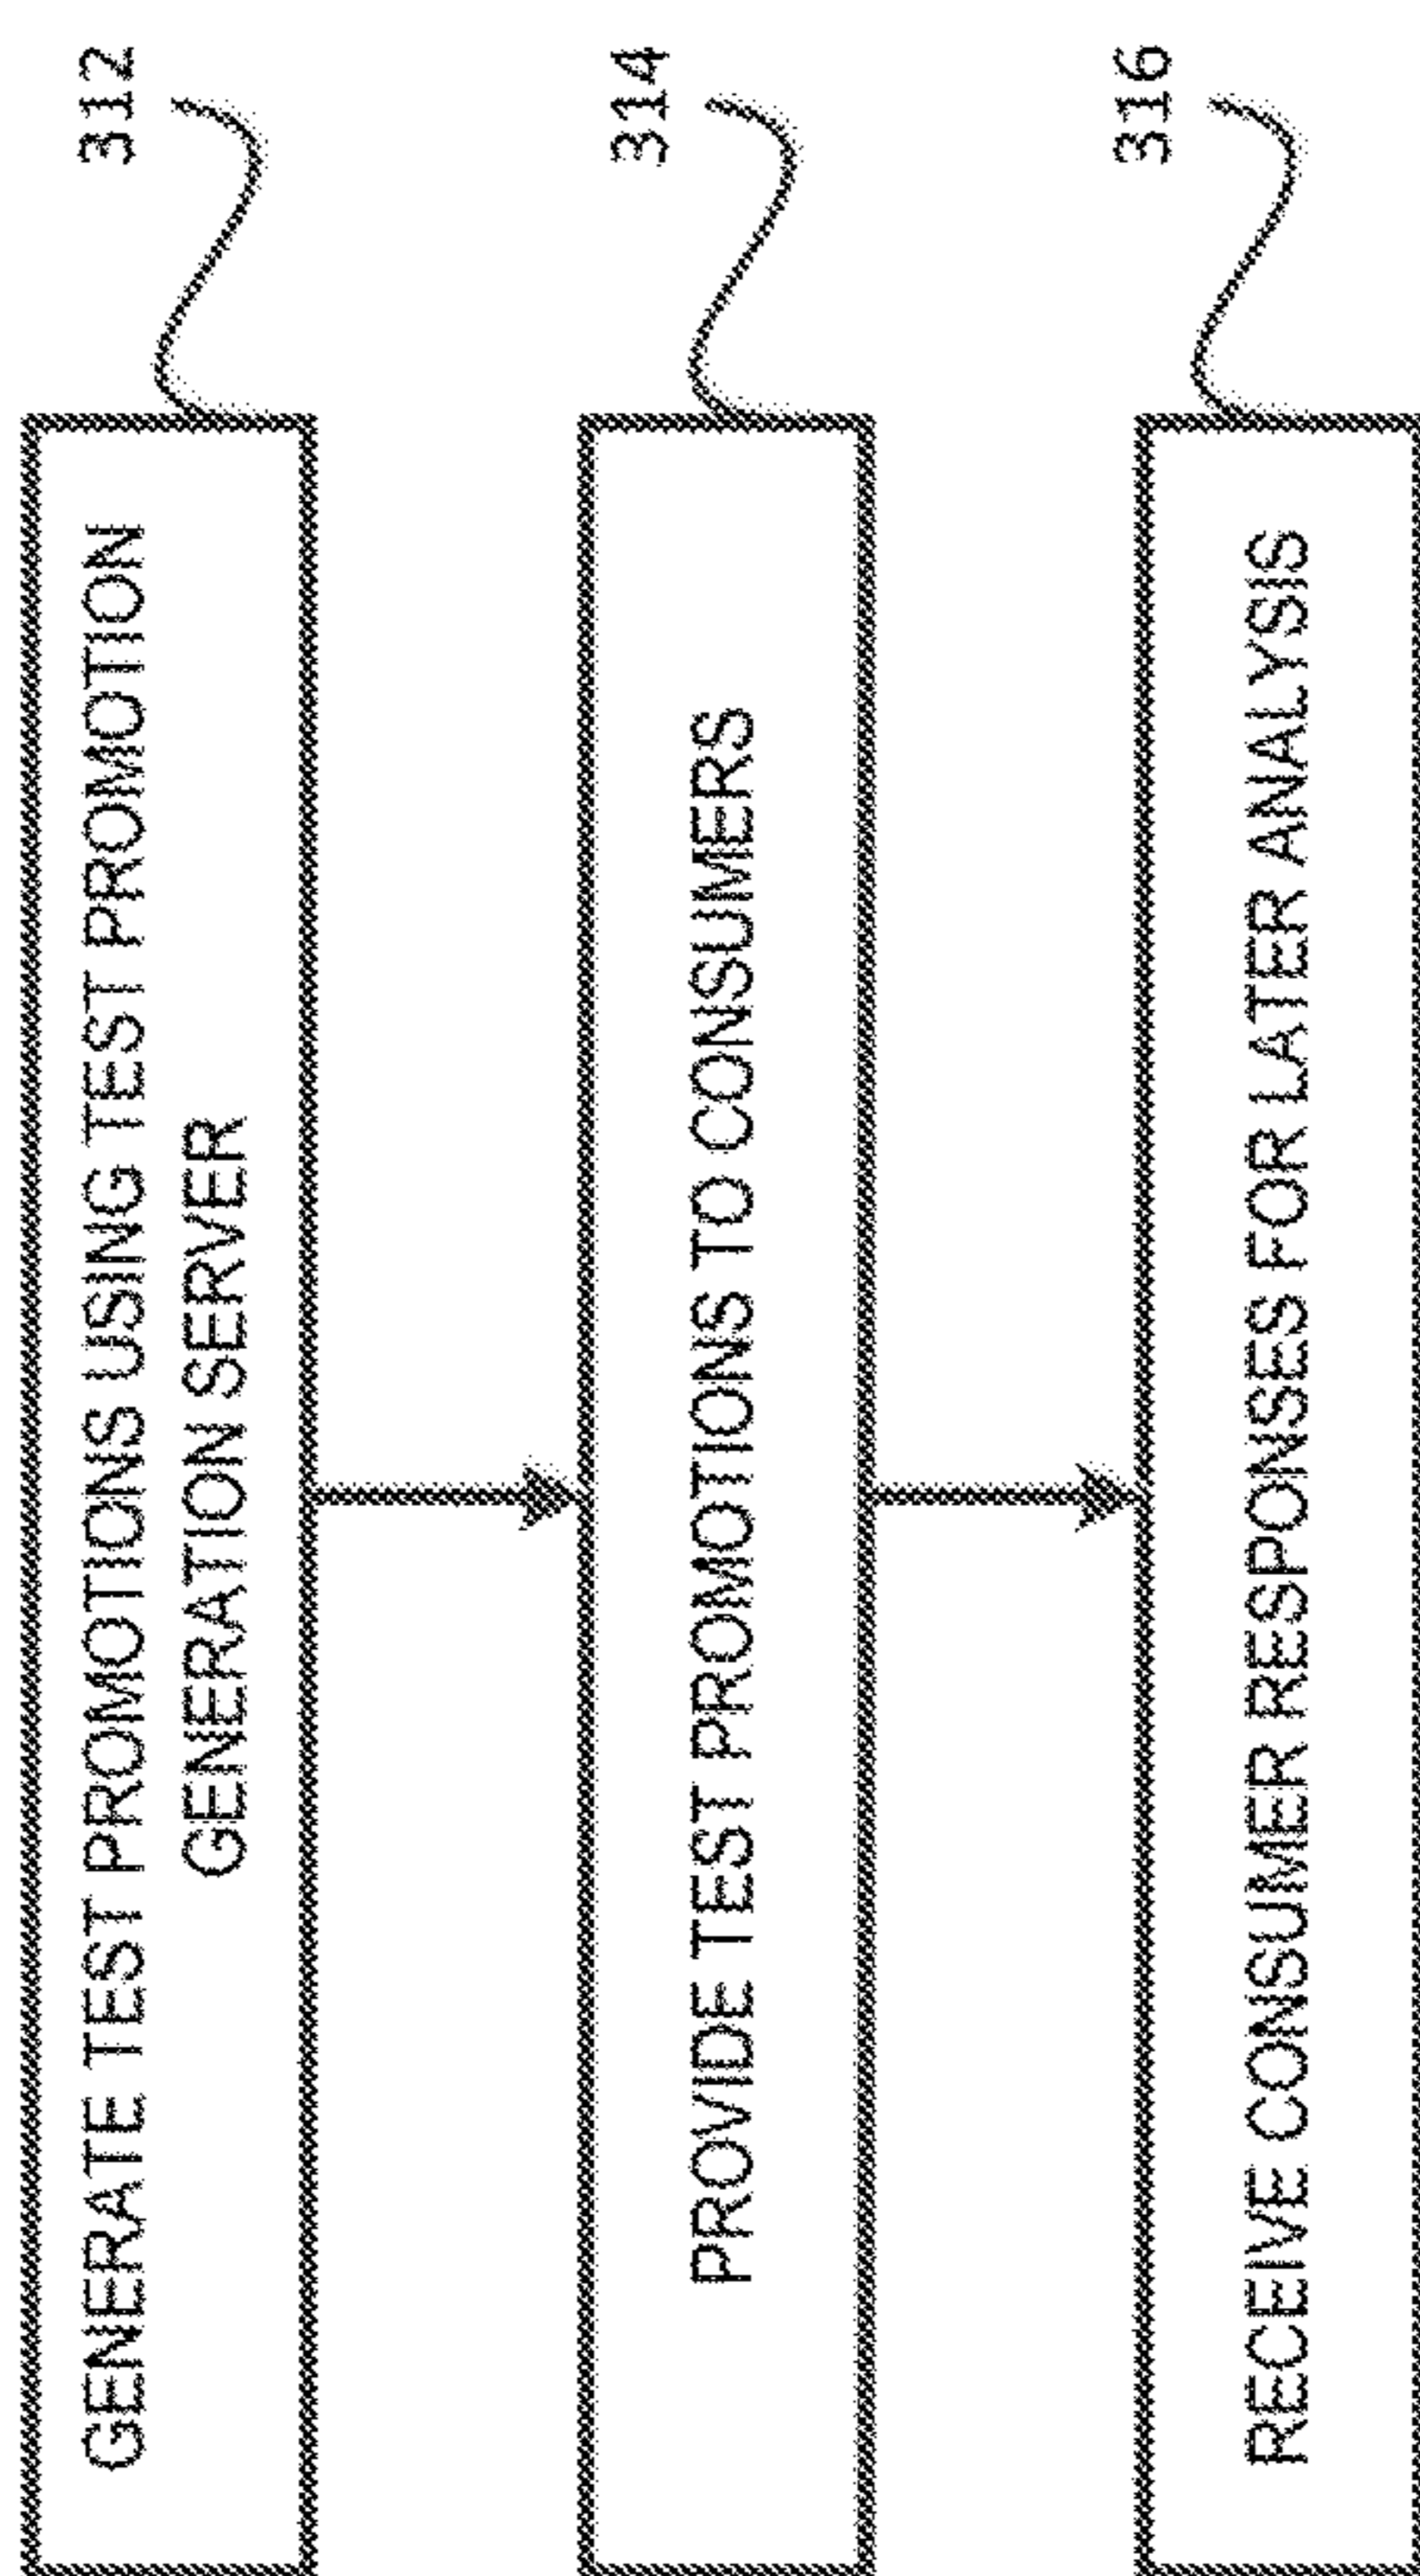 GENERATE TEST PROMOTIONS USING TEST PROMOTION
GENERATION SERVER
312
PROVIDE TEST PROMOTIONS TO CONSUMERS
314
RECEIVE CONSUMER RESPONSES FOR LATER ANALYSIS
316